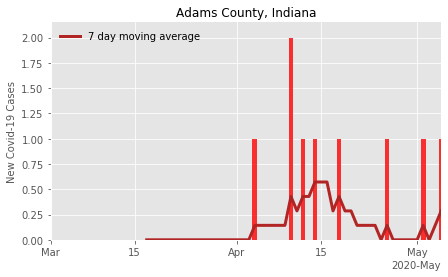 Adams County, Indiana
7 day moving average
New Covid-19 Cases
2.00
1.75
1.50
1.25
1.00
0.75
0.50
0.25
0.00
Mar 15 Apr 15 May
2020-May